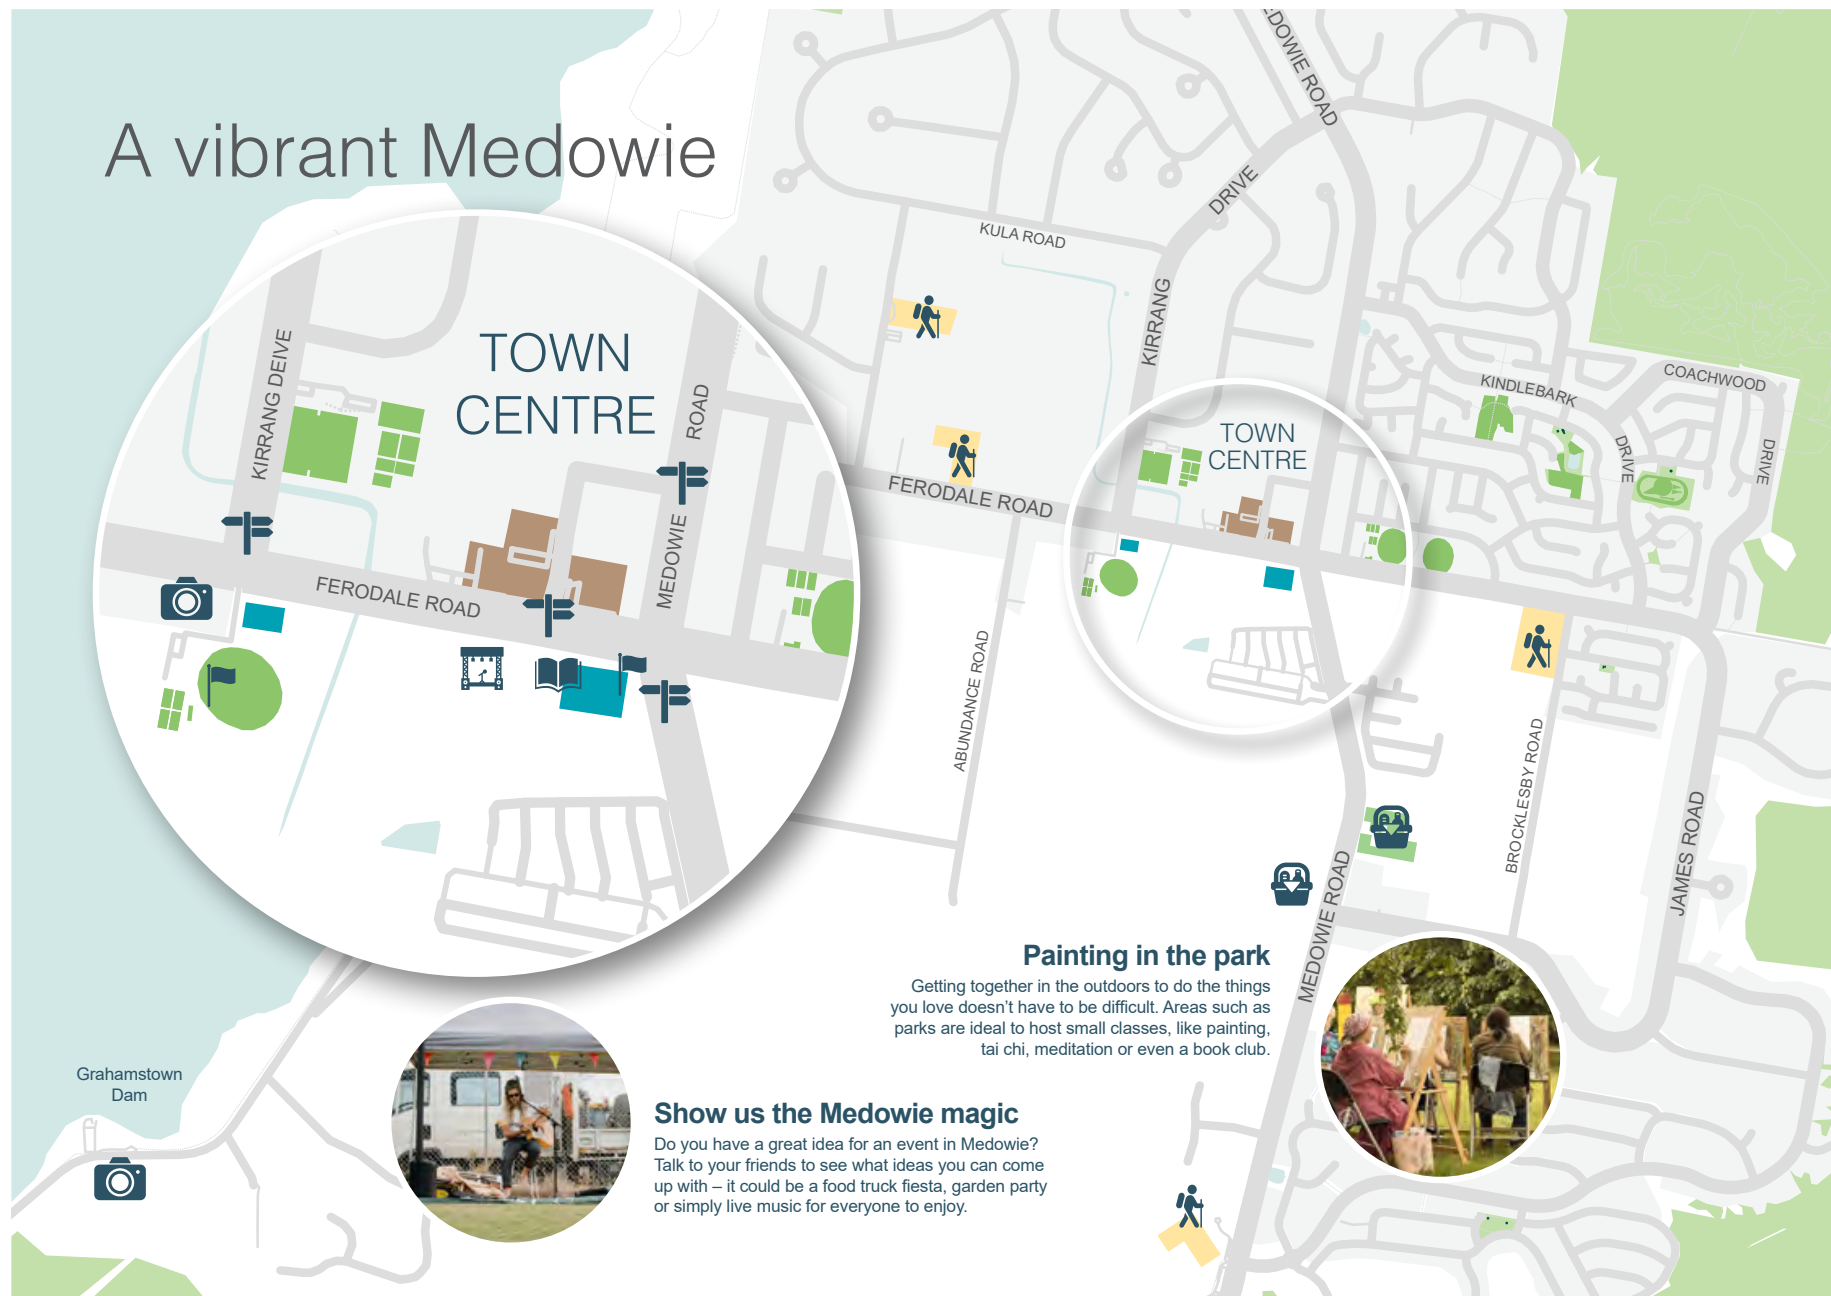 A vibrant Medowie
TOWN
CENTRE
KIRRANG DEIVE
ROAD
MEDOWIE
FERODALE ROAD
MEDOWIE ROAD
DRIVE
KULA ROAD
KIRRANG
TOWN
CENTRE
FERODALE ROAD
KINDLEBARK
DRIVE
COACHWOOD
DRIVE
ABUNDANCE ROAD
BROCKLESBY ROAD
JAMES ROAD
MEDOWIE ROAD
Painting in the park
Getting together in the outdoors to do the things
you love doesn’t have to be difficult. Areas such as
parks are ideal to host small classes, like painting,
tai chi, meditation or even a book club.
Grahamstown
Dam
Show us the Medowie magic
Do you have a great idea for an event in Medowie?
Talk to your friends to see what ideas you can come
up with – it could be a food truck fiesta, garden party
or simply live music for everyone to enjoy.